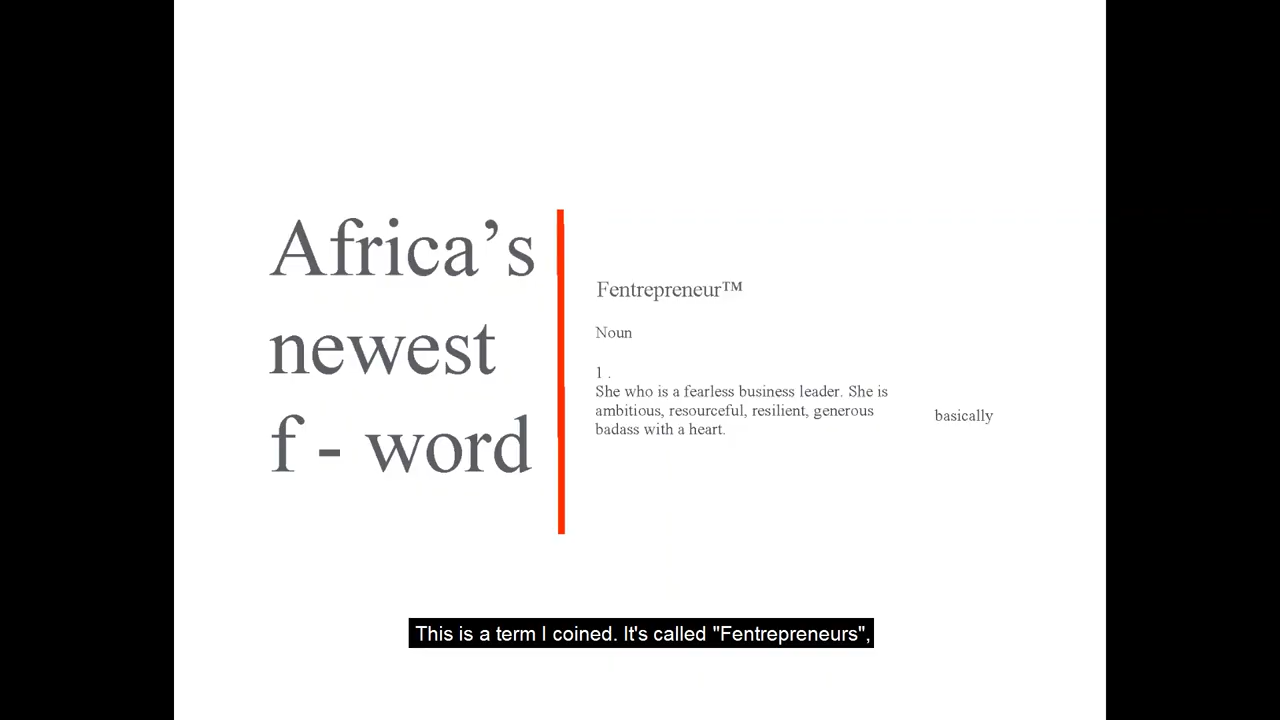 Africa’s
newest
f - word
Fentrepreneur™
Noun
1 .
She who is a fearless business leader. She is
ambitious, resourceful, resilient, generous basically
badass with a heart.
This is a term I coined. It's called "Fentrepreneurs",